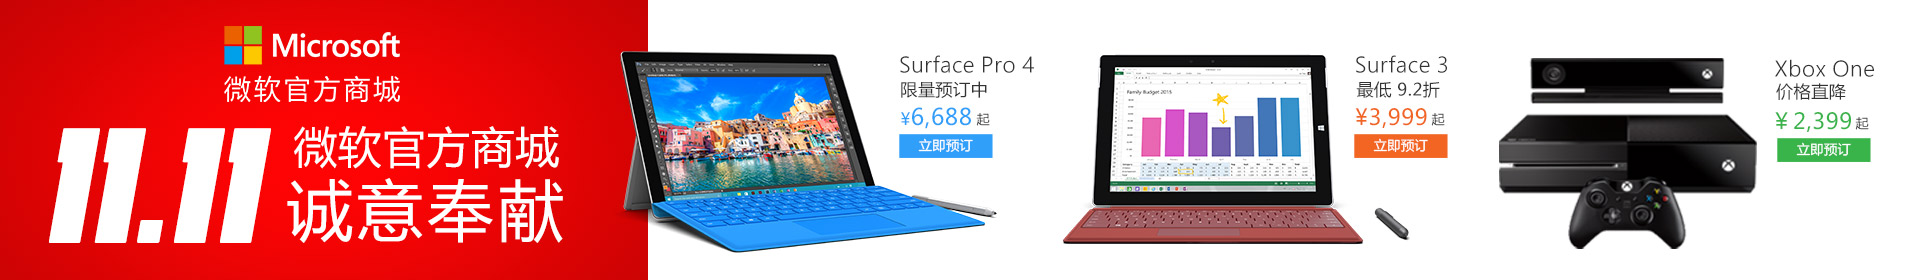 Microsoft
微软官方商城
11.11
微软官方商城
诚意奉献
Surface Pro 4
限量预订中
¥6,688 起
立即预订
Family Budget 2015
Surface 3
最低 9.2折
¥3,999 起
立即预订
Xbox One
价格直降
¥2,399 起
立即预订